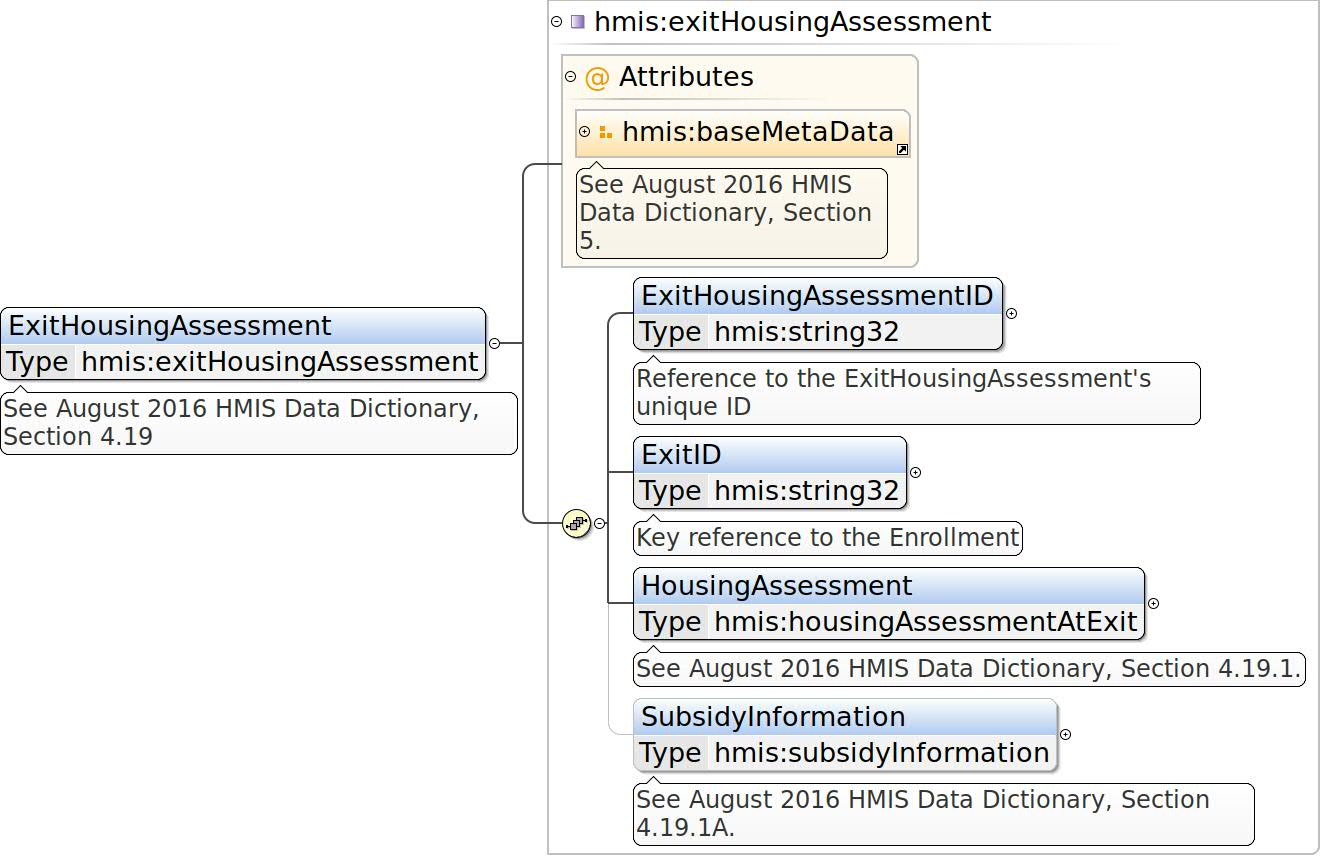 hmis:exitHousingAssessment
@ Attributes
hmis:baseMetaData
See August 2016 HMIS
Data Dictionary, Section
5.
ExitHousingAssessment
Type hmis:exitHousingAssessment
See August 2016 HMIS Data Dictionary,
Section 4.19
ExitHousingAssessmentID
Type hmis:string32
Reference to the ExitHousingAssessment's
unique ID
ExitID
Type hmis:string32
Key reference to the Enrollment
HousingAssessment
Type hmis:housingAssessmentAtExit
See August 2016 HMIS Data Dictionary, Section 4.19.1.
SubsidyInformation
Type hmis:subsidyInformation
See August 2016 HMIS Data Dictionary, Section
4.19.1A.